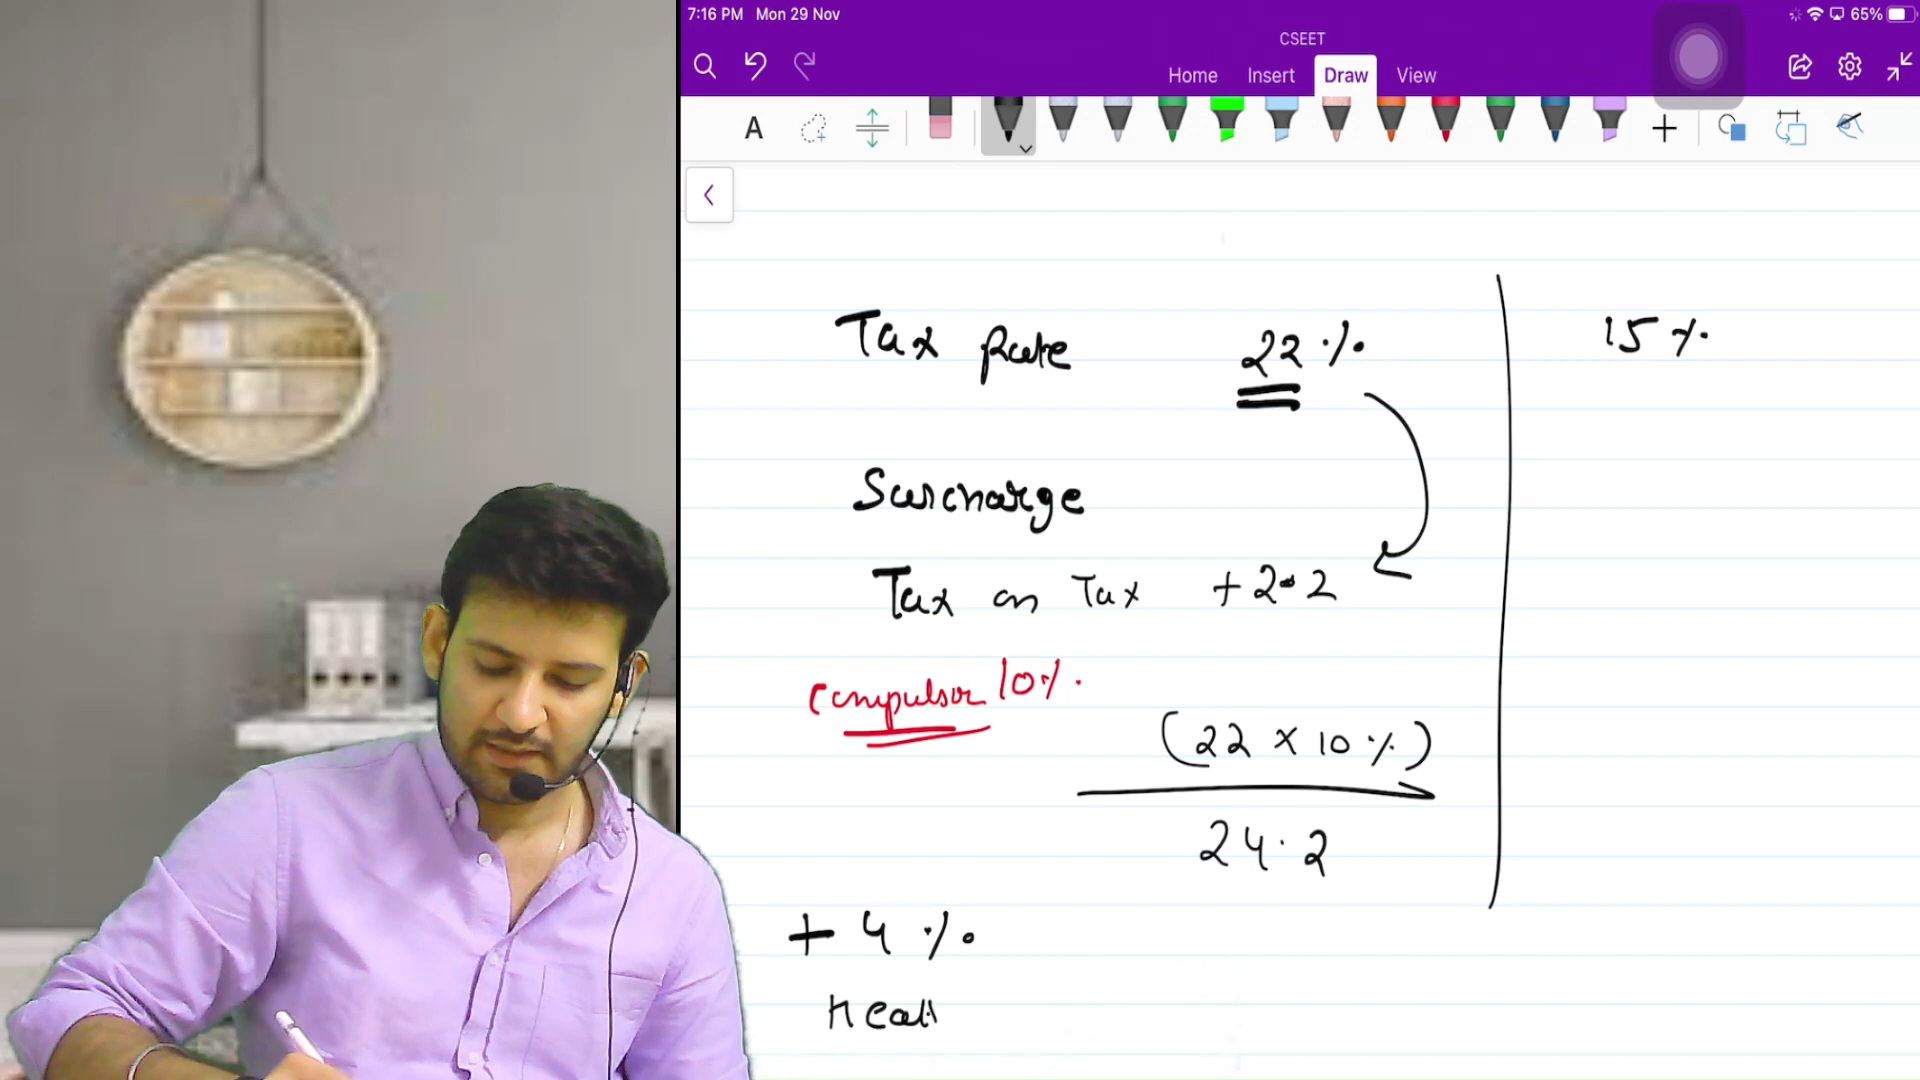 7:16 PM Mon 29 Nov
65%
CSEET
Home Insert Draw View
A
Tax Rate 22%
15%
Surcharge
Tax on Tax +2.2
Compulsor 10%
(22 x 10%)
24.2
+ 4%
Healt